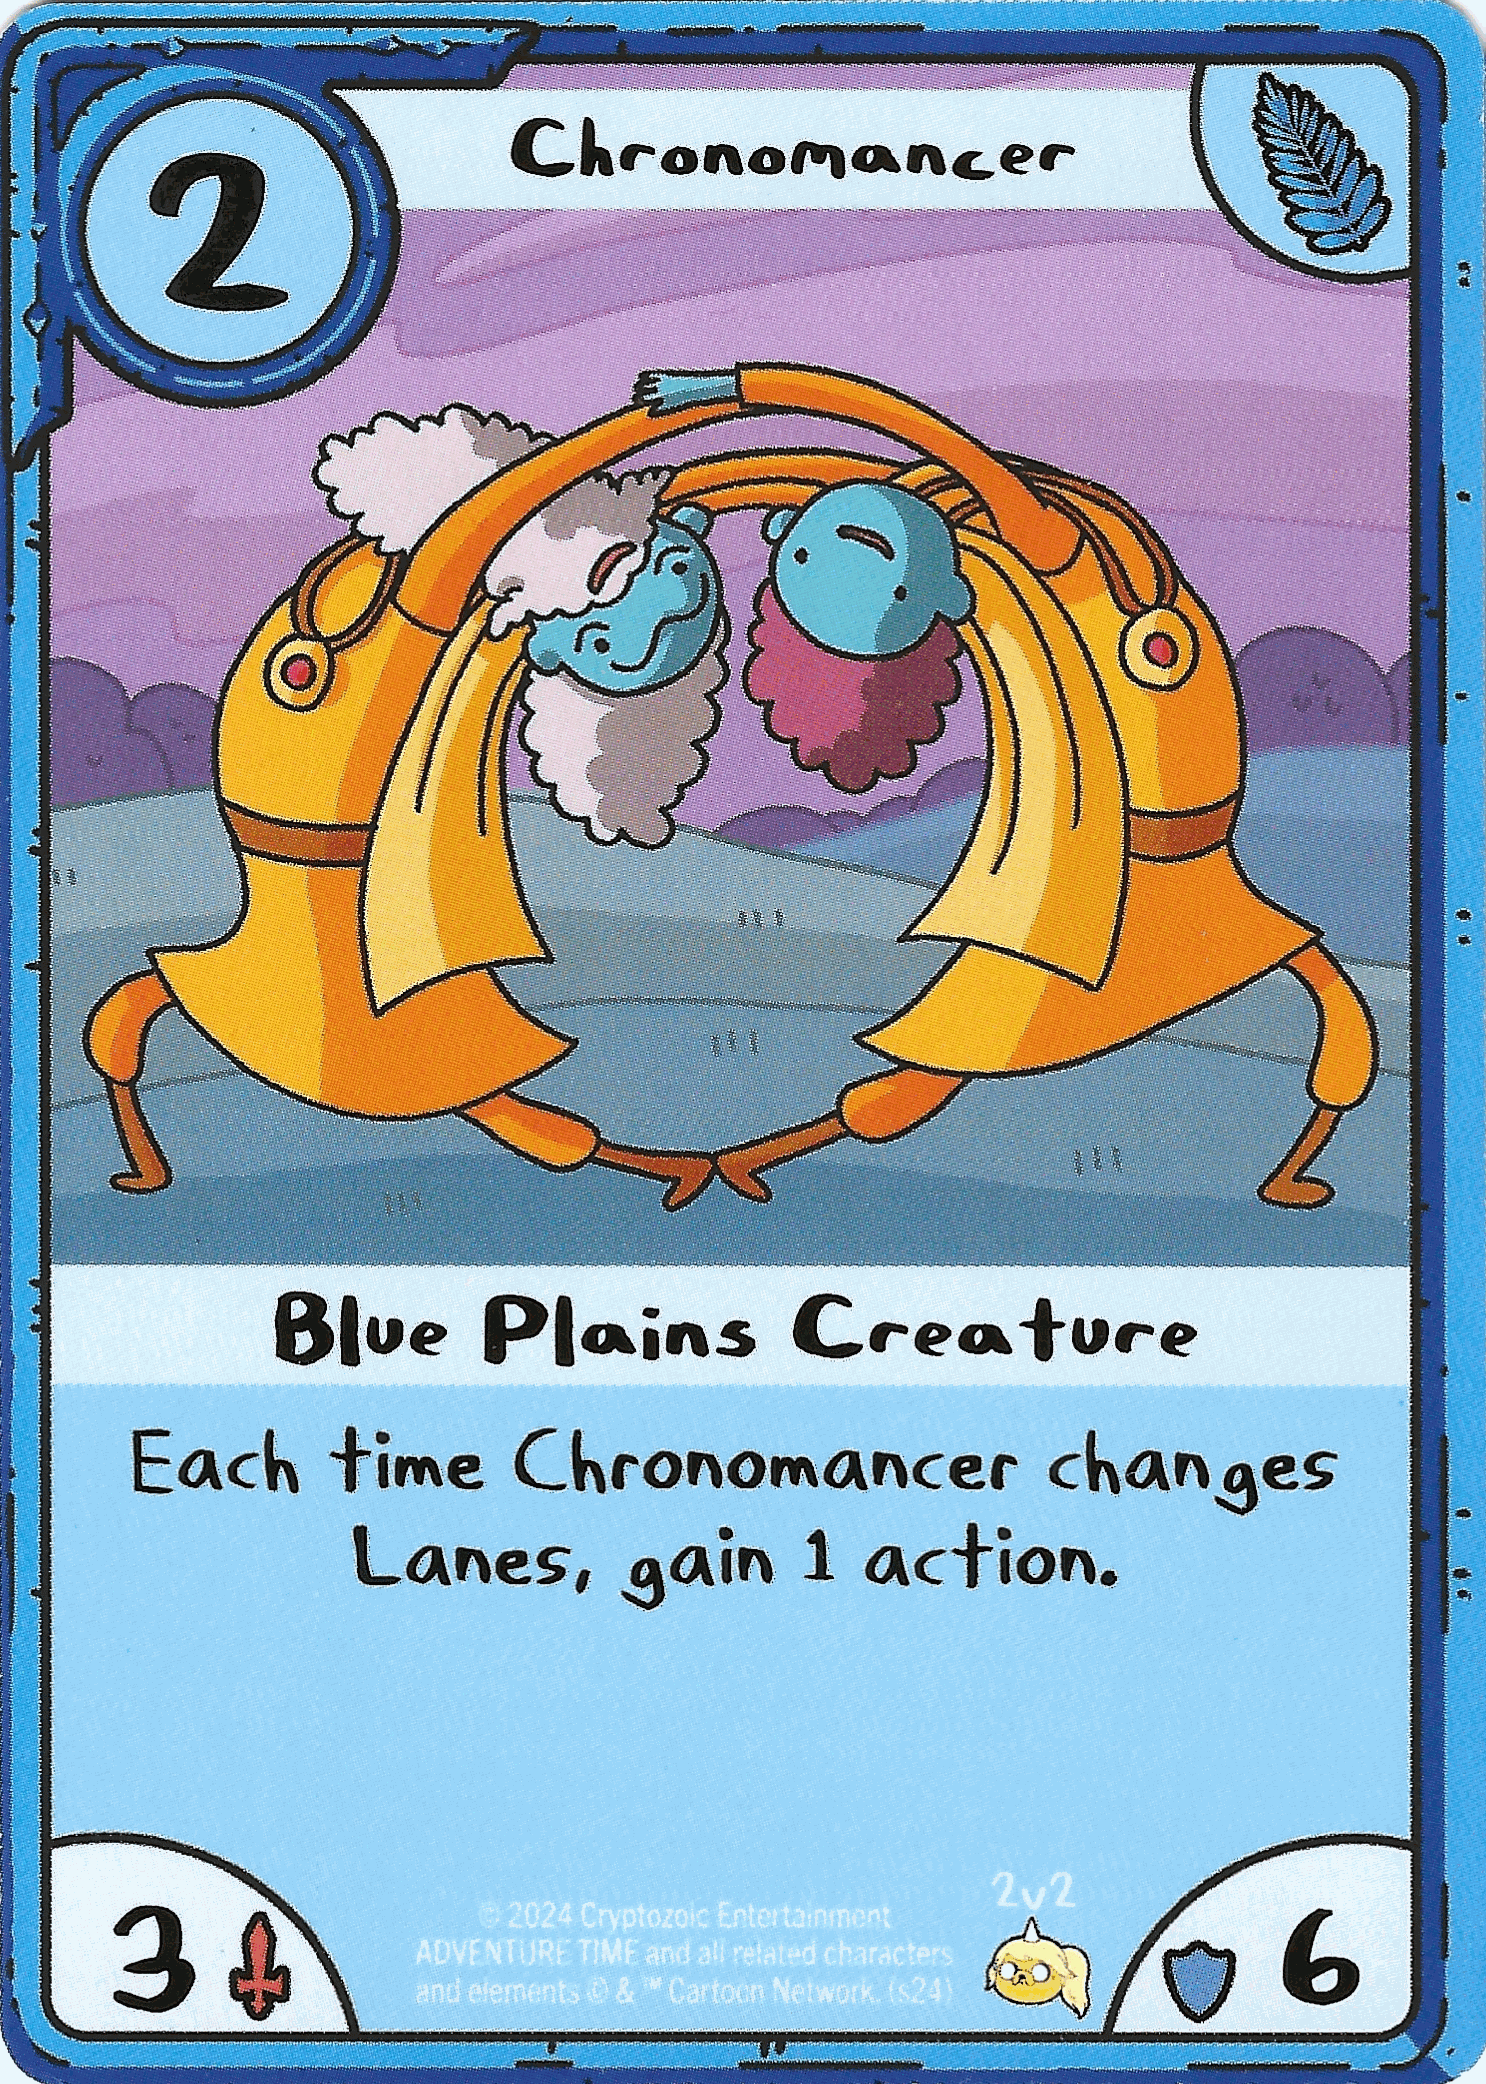 2
Chronomancer
Blue Plains Creature
Each time Chronomancer changes
Lanes, gain 1 action.
3
© 2024 Cryptozoic Entertainment
ADVENTURE TIME and all related characters
and elements © & ™ Cartoon Network. (s24)
2v2
6